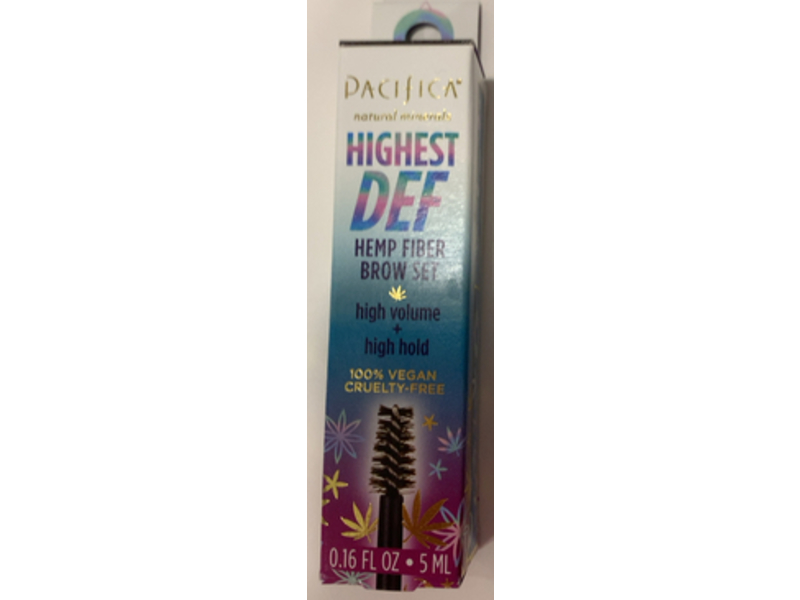 PACIFICA
natural minerals
HIGHEST
DEF
HEMP FIBER
BROW SET
high volume
+
high hold
100% VEGAN
CRUELTY-FREE
0.16 FL OZ • 5 ML